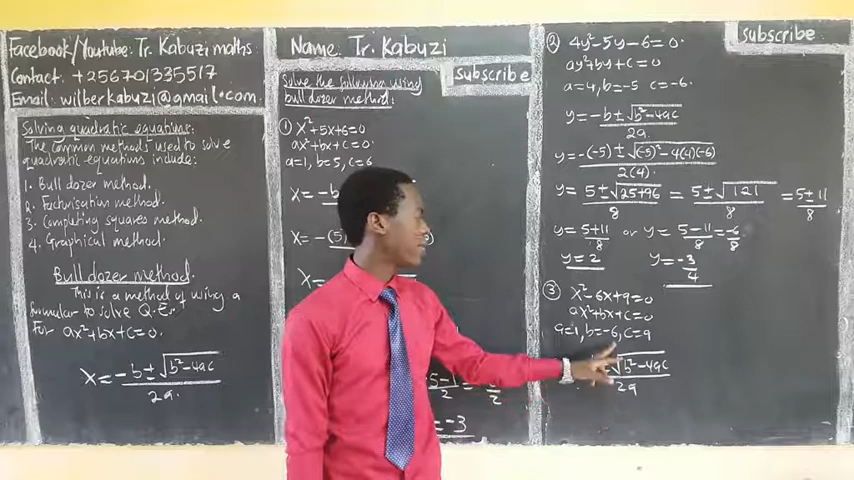 Facebook/Youtube: Tr. Kabuzi maths
Contact: +256701335517
Email: wilberkabuzi@gmail.com
Solving quadratic equations:
The common methods used to solve
quadratic equations include:
1. Bull dozer method.
2. Factorisation method.
3. Completing squares method.
4. Graphical method.
Bull dozer method.
This is a method of using a
formular to solve Q.E.
For ax²+bx+c=0.
x = -b±√b²-4ac
2a.
Name: Tr. Kabuzi
Subscribe
Solve the following using
bull dozer method:
① x²+5x+6=0
ax²+bx+c=0
a=1, b=5, c=6
x = -b
x = -(5)
x =
5-1
2
2
= -3
Subscribe
② 4y²-5y-6=0.
ay²+by+c=0
a=4, b=-5 c=-6.
y = -b±√b²-4ac
2a.
y = -(-5)±√(-5)²-4(4)(-6)
2(4).
y = 5±√25+96 = 5±√121 = 5±11
8 8 8
y = 5+11 or y = 5-11 = -6
8 8 8
y = 2 y = -3
4
③ x²-6x+9=0
ax²+bx+c=0
a=1, b=-6, c=9
√b²-4ac
2a